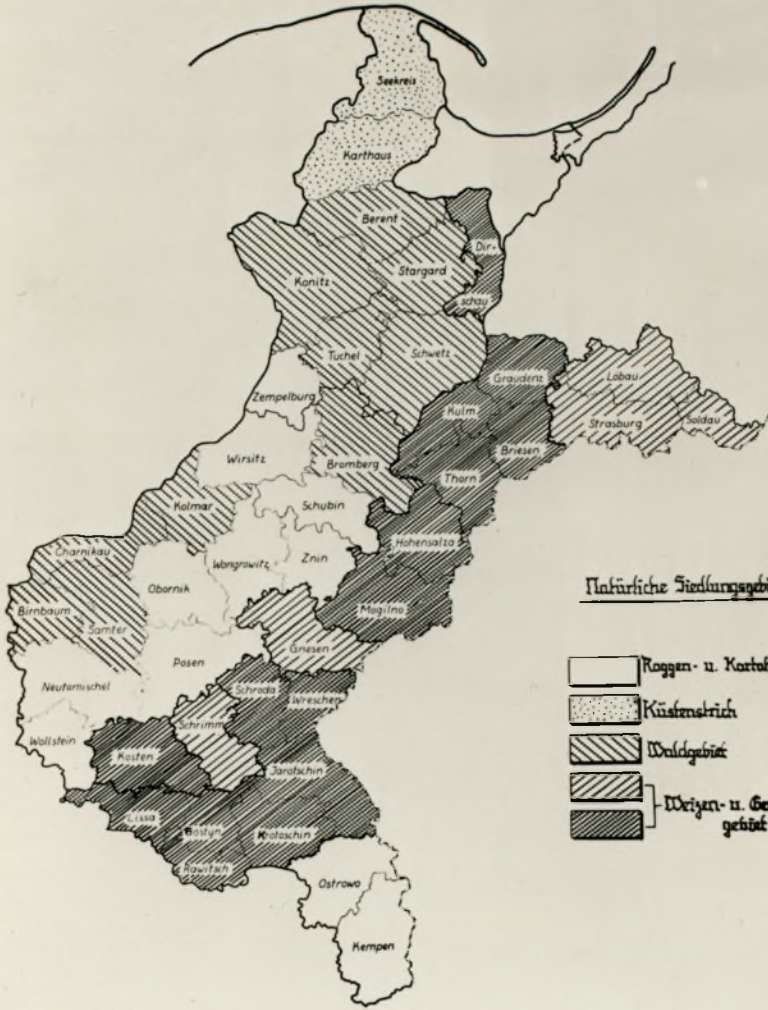 Seekreis
Karthaus
Berent
Dir-
schau
Konitz
Stargard
Tuchel
Schwetz
Zempelburg
Graudenz
Löbau
Kulm
Strasburg
Soldau
Briesen
Wirsitz
Bromberg
Thorn
Kolmar
Schubin
Hohensalza
Charnikau
Wongrowitz
Znin
Obornik
Birnbaum
Mogilno
Samter
Gnesen
Posen
Neutomischel
Schroda
Wreschen
Schrimm
Wollstein
Kosten
Jarotschin
Lissa
Gostyn
Krotoschin
Rawitsch
Ostrowo
Kempen
Natürliche Siedlungsgebi
Roggen- u. Kartof
Küstenstrich
Waldgebiet
Weizen- u. Ge
gebiet